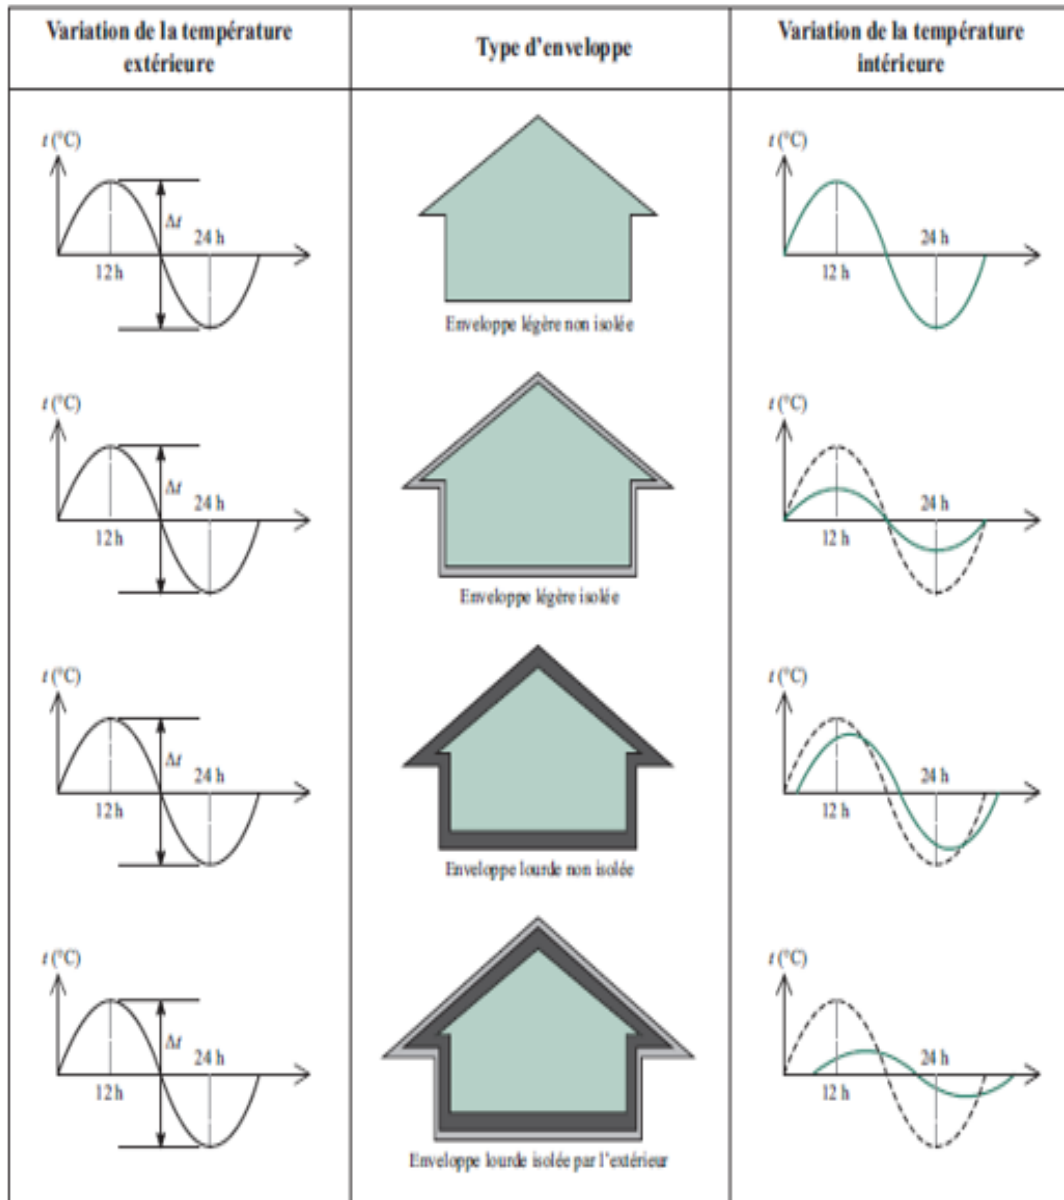 Variation de la température
extérieure
Type d'enveloppe
Variation de la température
intérieure
t (°C)
Δt
24 h
12 h
Enveloppe légère non isolée
t (°C)
24 h
12 h
t (°C)
Δt
24 h
12 h
Enveloppe légère isolée
t (°C)
24 h
12 h
t (°C)
Δt
24 h
12 h
Enveloppe lourde non isolée
t (°C)
24 h
12 h
t (°C)
Δt
24 h
12 h
Enveloppe lourde isolée par l'extérieur
t (°C)
24 h
12 h